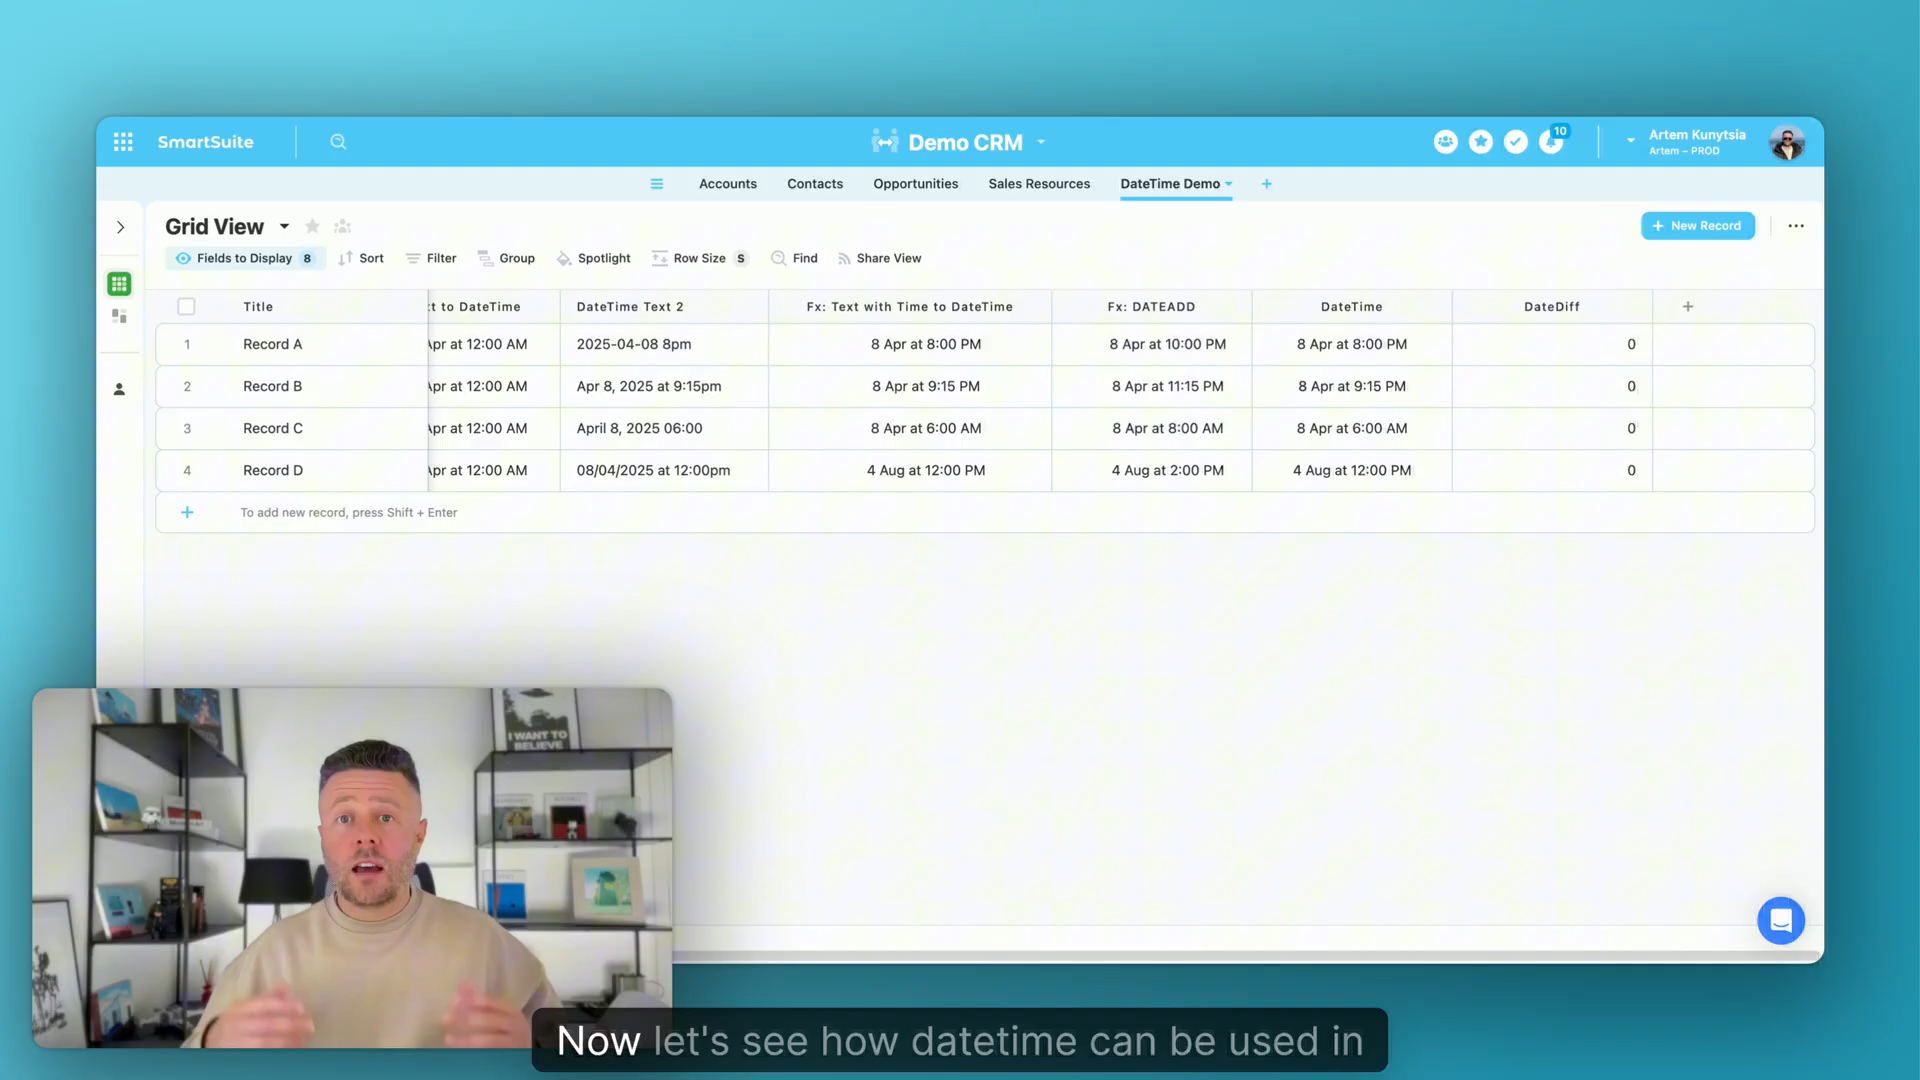 SmartSuite
Demo CRM
10
Artem Kunytsia
Artem – PROD
Accounts Contacts Opportunities Sales Resources DateTime Demo +
Grid View
+ New Record
Fields to Display 8 Sort Filter Group Spotlight Row Size S Find Share View
Title :t to DateTime DateTime Text 2 Fx: Text with Time to DateTime Fx: DATEADD DateTime DateDiff +
1 Record A Apr at 12:00 AM 2025-04-08 8pm 8 Apr at 8:00 PM 8 Apr at 10:00 PM 8 Apr at 8:00 PM 0
2 Record B Apr at 12:00 AM Apr 8, 2025 at 9:15pm 8 Apr at 9:15 PM 8 Apr at 11:15 PM 8 Apr at 9:15 PM 0
3 Record C Apr at 12:00 AM April 8, 2025 06:00 8 Apr at 6:00 AM 8 Apr at 8:00 AM 8 Apr at 6:00 AM 0
4 Record D Apr at 12:00 AM 08/04/2025 at 12:00pm 4 Aug at 12:00 PM 4 Aug at 2:00 PM 4 Aug at 12:00 PM 0
+ To add new record, press Shift + Enter
I WANT TO
BELIEVE
Now let's see how datetime can be used in